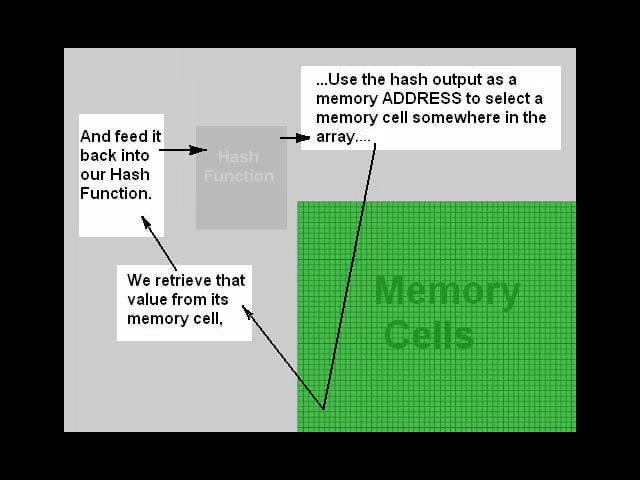 ...Use the hash output as a
memory ADDRESS to select a
memory cell somewhere in the
array....
And feed it
back into
our Hash
Function.
Hash
Function
We retrieve that
value from its
memory cell,
Memory
Cells